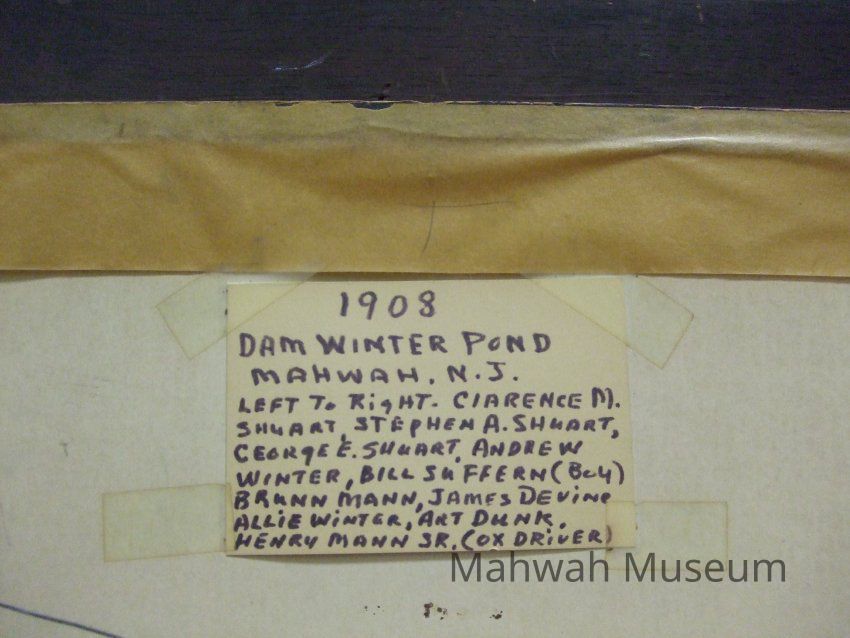 1908
DAM WINTER POND
MAHWAH, N.J.
LEFT To RigHT- CLARENCE M.
SHUART, STEPHEN A. SHUART,
GEORGE E. SHUART, ANDREW
WINTER, BILL SUFFERN (BOY)
BRUNN MANN, JAMES DEVINE
ALLIE WINTER, ART DUNK,
HENRY MANN SR. (OX DRIVER)
Mahwah Museum